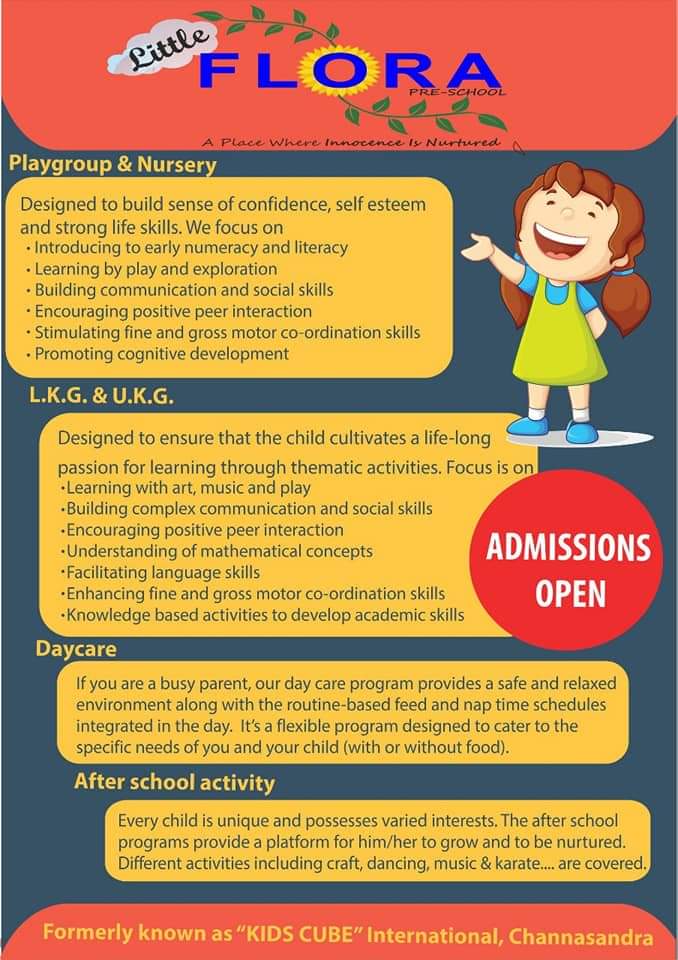 Little
FLORA
PRE-SCHOOL
A Place Where Innocence Is Nurtured
Playgroup & Nursery
Designed to build sense of confidence, self esteem
and strong life skills. We focus on
• Introducing to early numeracy and literacy
• Learning by play and exploration
• Building communication and social skills
• Encouraging positive peer interaction
• Stimulating fine and gross motor co-ordination skills
• Promoting cognitive development
L.K.G. & U.K.G.
Designed to ensure that the child cultivates a life-long
passion for learning through thematic activities. Focus is on
•Learning with art, music and play
•Building complex communication and social skills
•Encouraging positive peer interaction
•Understanding of mathematical concepts
•Facilitating language skills
•Enhancing fine and gross motor co-ordination skills
•Knowledge based activities to develop academic skills
ADMISSIONS
OPEN
Daycare
If you are a busy parent, our day care program provides a safe and relaxed
environment along with the routine-based feed and nap time schedules
integrated in the day. It's a flexible program designed to cater to the
specific needs of you and your child (with or without food).
After school activity
Every child is unique and possesses varied interests. The after school
programs provide a platform for him/her to grow and to be nurtured.
Different activities including craft, dancing, music & karate.... are covered.
Formerly known as "KIDS CUBE" International, Channasandra